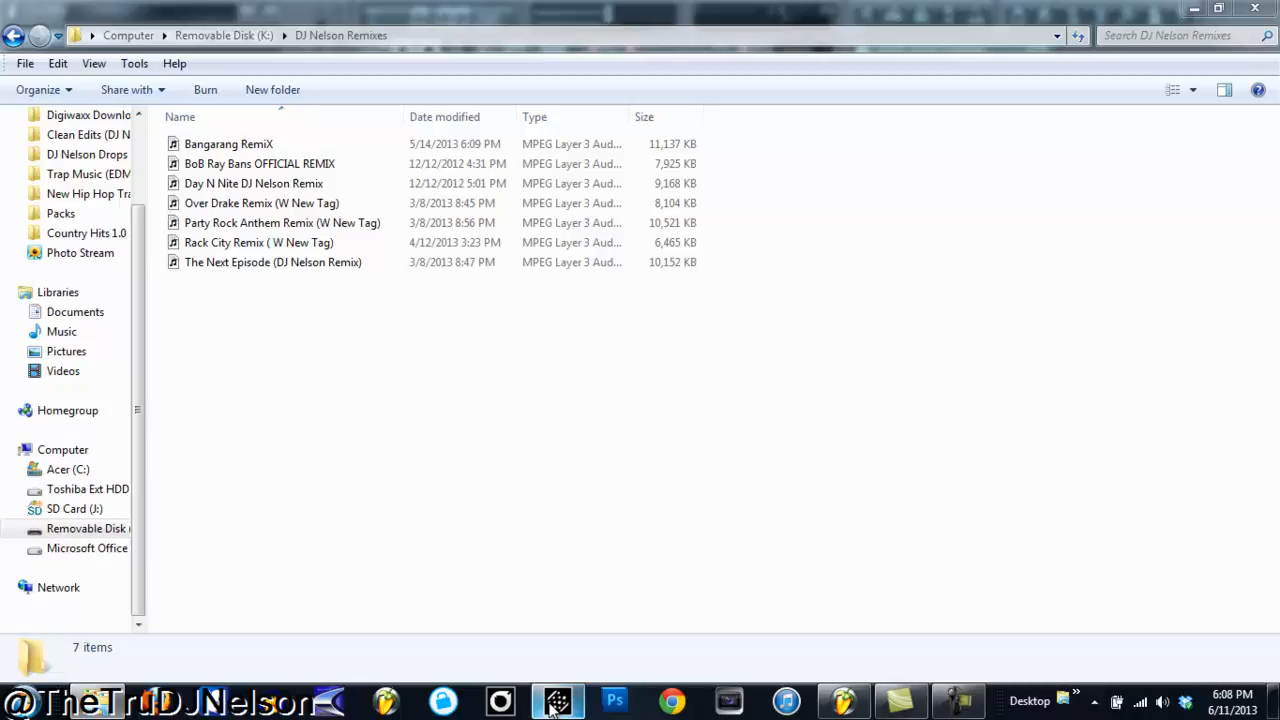 Computer Removable Disk (K:) DJ Nelson Remixes Search DJ Nelson Remixes
File Edit View Tools Help
Organize Share with Burn New folder
Name Date modified Type Size
Digiwaxx Downlo
Clean Edits (DJ N
DJ Nelson Drops
Trap Music (EDM
New Hip Hop Tra
Packs
Country Hits 1.0
Photo Stream
Libraries
Documents
Music
Pictures
Videos
Homegroup
Computer
Acer (C:)
Toshiba Ext HDD
SD Card (J:)
Removable Disk (
Microsoft Office
Network
Bangarang RemiX 5/14/2013 6:09 PM MPEG Layer 3 Aud... 11,137 KB
BoB Ray Bans OFFICIAL REMIX 12/12/2012 4:31 PM MPEG Layer 3 Aud... 7,925 KB
Day N Nite DJ Nelson Remix 12/12/2012 5:01 PM MPEG Layer 3 Aud... 9,168 KB
Over Drake Remix (W New Tag) 3/8/2013 8:45 PM MPEG Layer 3 Aud... 8,104 KB
Party Rock Anthem Remix (W New Tag) 3/8/2013 8:56 PM MPEG Layer 3 Aud... 10,521 KB
Rack City Remix ( W New Tag) 4/12/2013 3:23 PM MPEG Layer 3 Aud... 6,465 KB
The Next Episode (DJ Nelson Remix) 3/8/2013 8:47 PM MPEG Layer 3 Aud... 10,152 KB
7 items
@TheTruDJNelson
Ps
Desktop
6:08 PM
6/11/2013